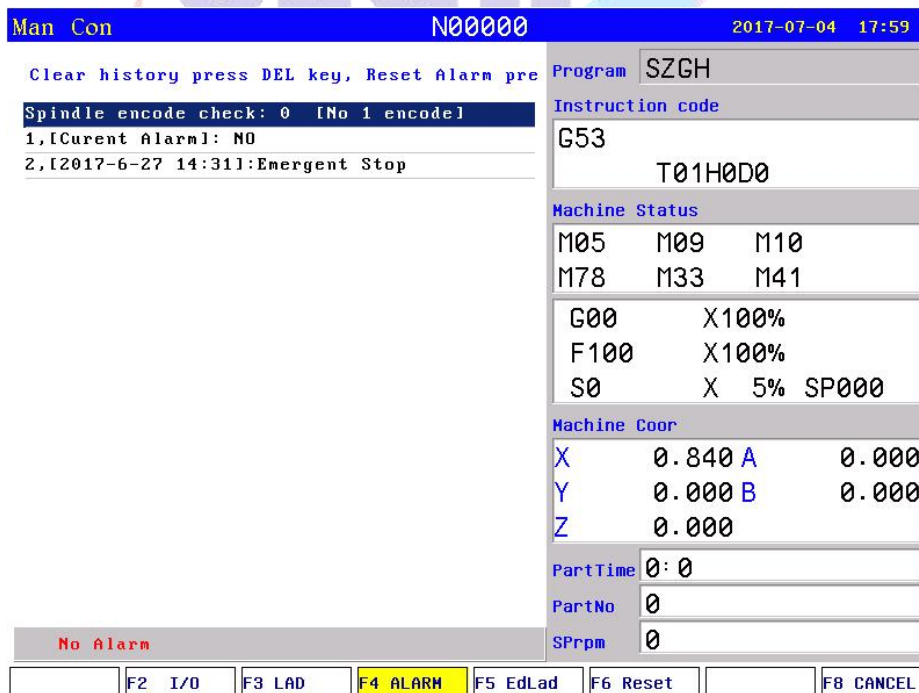 Man Con N00000 2017-07-04 17:59
Clear history press DEL key, Reset Alarm pre
Spindle encode check: 0 [No 1 encode]
1,[Curent Alarm]: NO
2,[2017-6-27 14:31]:Emergent Stop
No Alarm
Program SZGH
Instruction code
G53
T01H0D0
Machine Status
M05 M09 M10
M78 M33 M41
G00 X100%
F100 X100%
S0 X 5% SP000
Machine Coor
X 0.840 A 0.000
Y 0.000 B 0.000
Z 0.000
PartTime 0:0
PartNo 0
SPrpm 0
F2 I/O F3 LAD F4 ALARM F5 EdLad F6 Reset F8 CANCEL